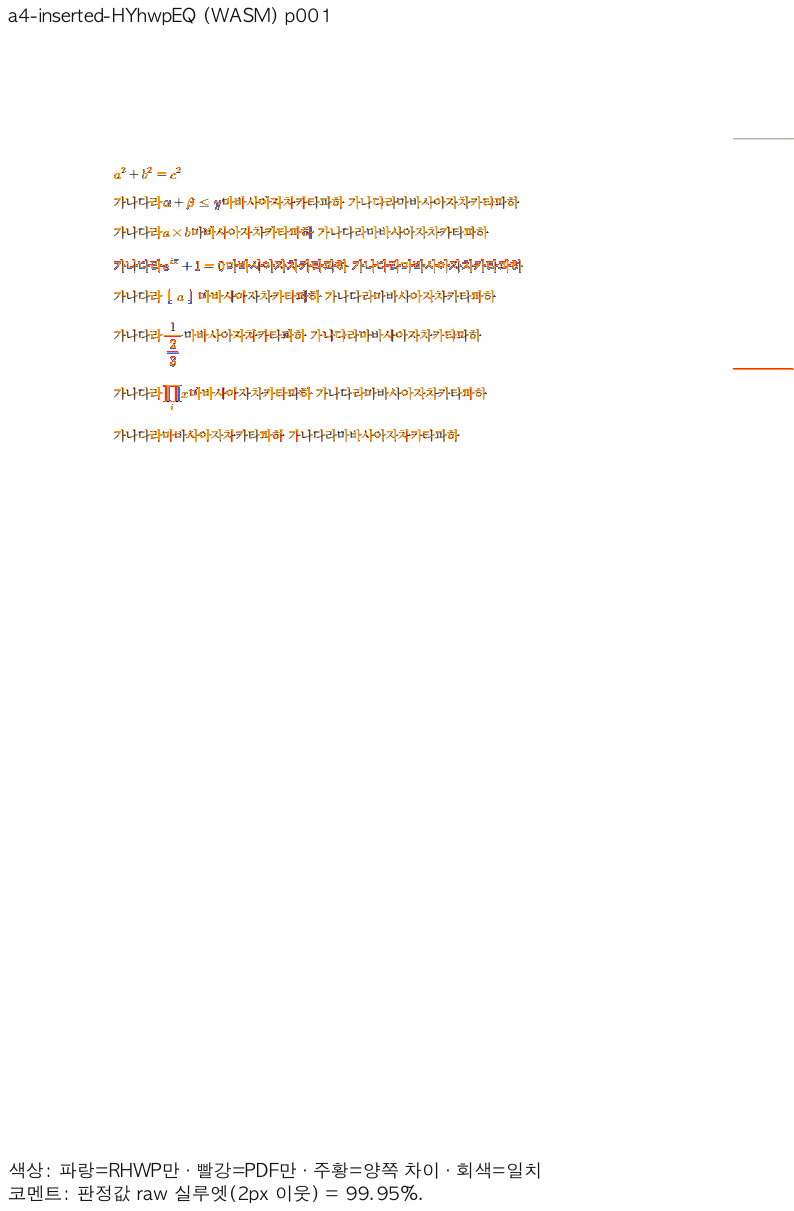 a4-inserted-HYhwpEQ (WASM) p001
a² + b² = c²
가나다라α + β ≤ γ마바사아자차카타파하 가나다라마바사아자차카타파하
가나다라a × b마바사아자차카타파하 가나다라마바사아자차카타파하
가나다라e^{iπ} + 1 = 0마바사아자차카타파하 가나다라마바사아자차카타파하
가나다라 ⌊ a ⌋ 마바사아자차카타파하 가나다라마바사아자차카타파하
가나다라 1/(2/3) 마바사아자차카타파하 가나다라마바사아자차카타파하
가나다라∏_i x마바사아자차카타파하 가나다라마바사아자차카타파하
가나다라마바사아자차카타파하 가나다라마바사아자차카타파하
색상: 파랑=RHWP만 · 빨강=PDF만 · 주황=양쪽 차이 · 회색=일치
코멘트: 판정값 raw 실루엣(2px 이웃) = 99.95%.